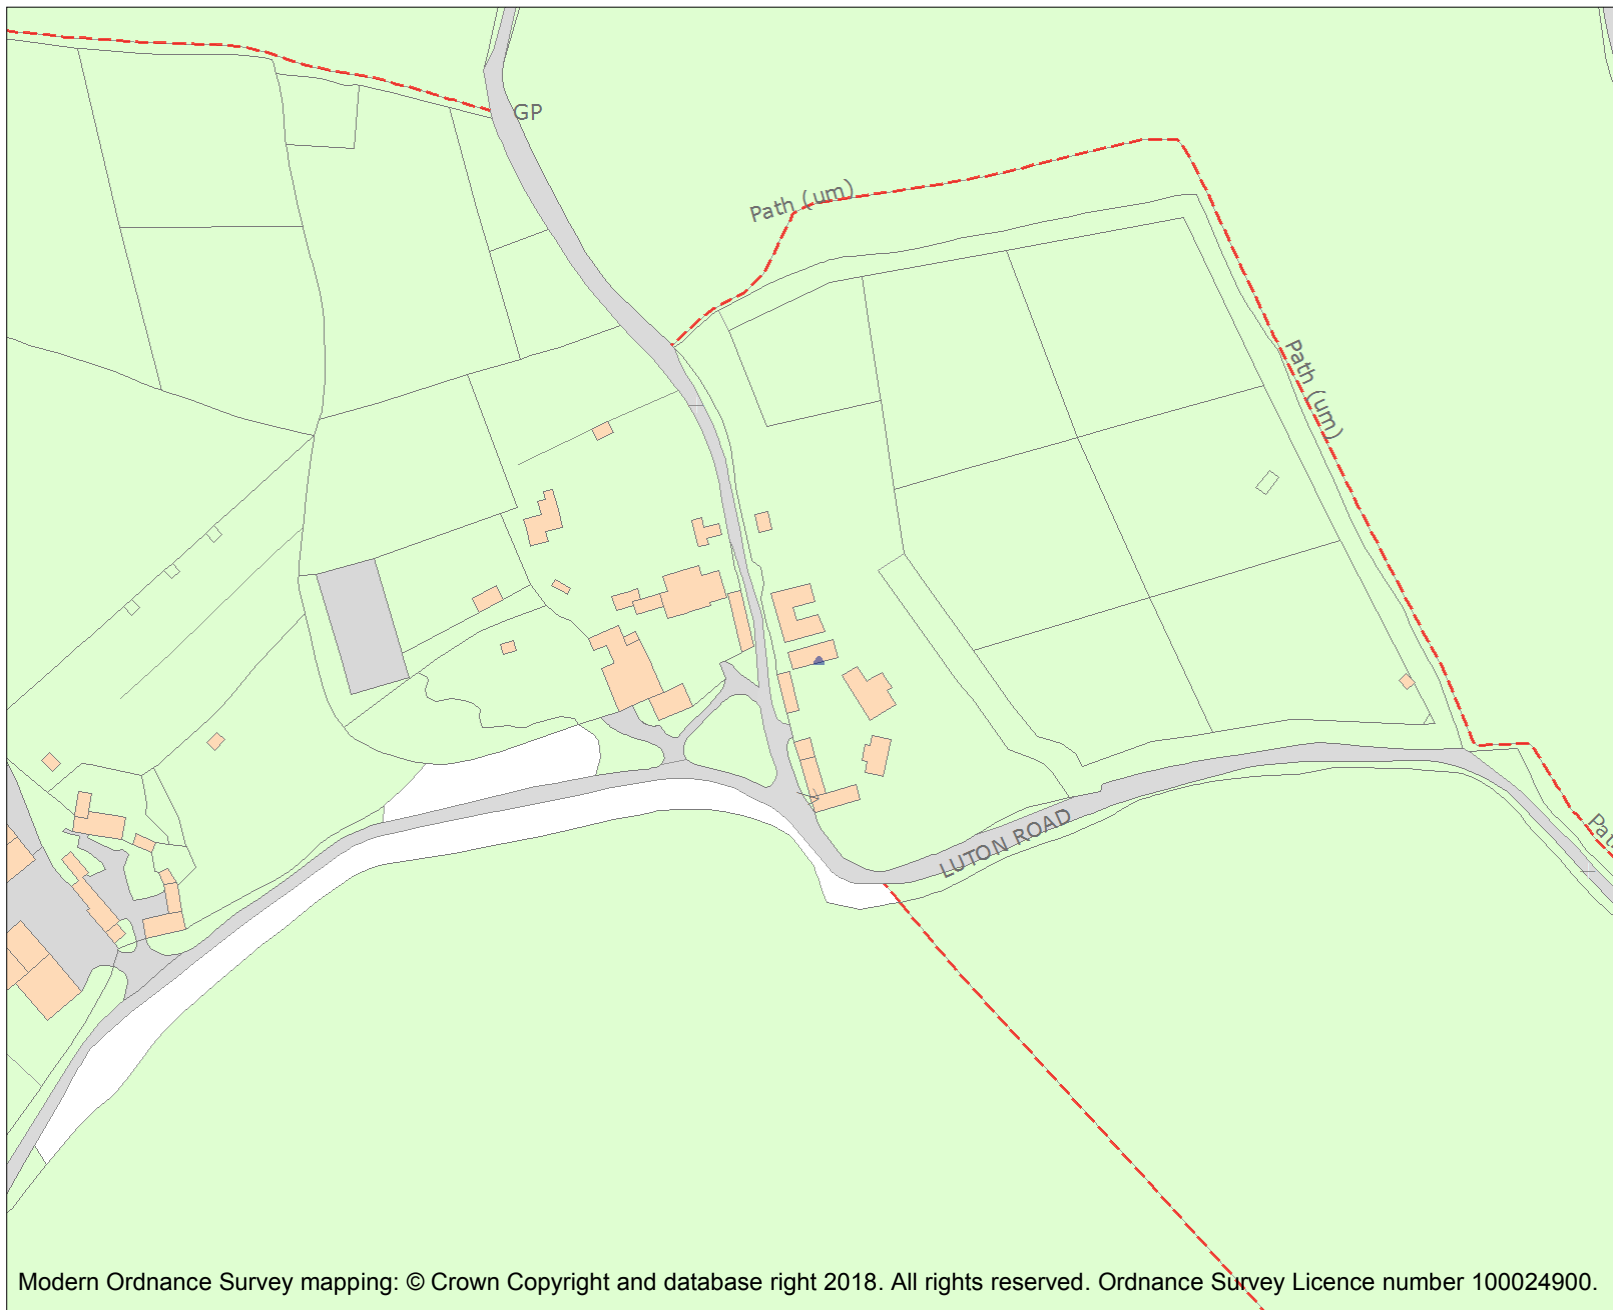 GP
Path (um)
Path (um)
LUTON ROAD
Modern Ordnance Survey mapping: © Crown Copyright and database right 2018. All rights reserved. Ordnance Survey Licence number 100024900.